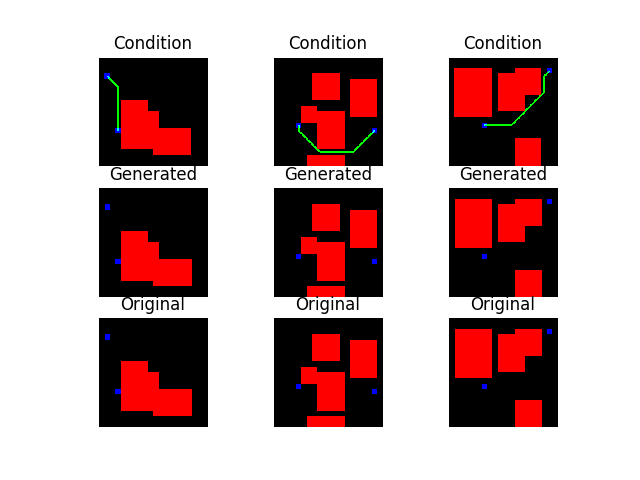 Condition Condition Condition
Generated Generated Generated
Original Original Original